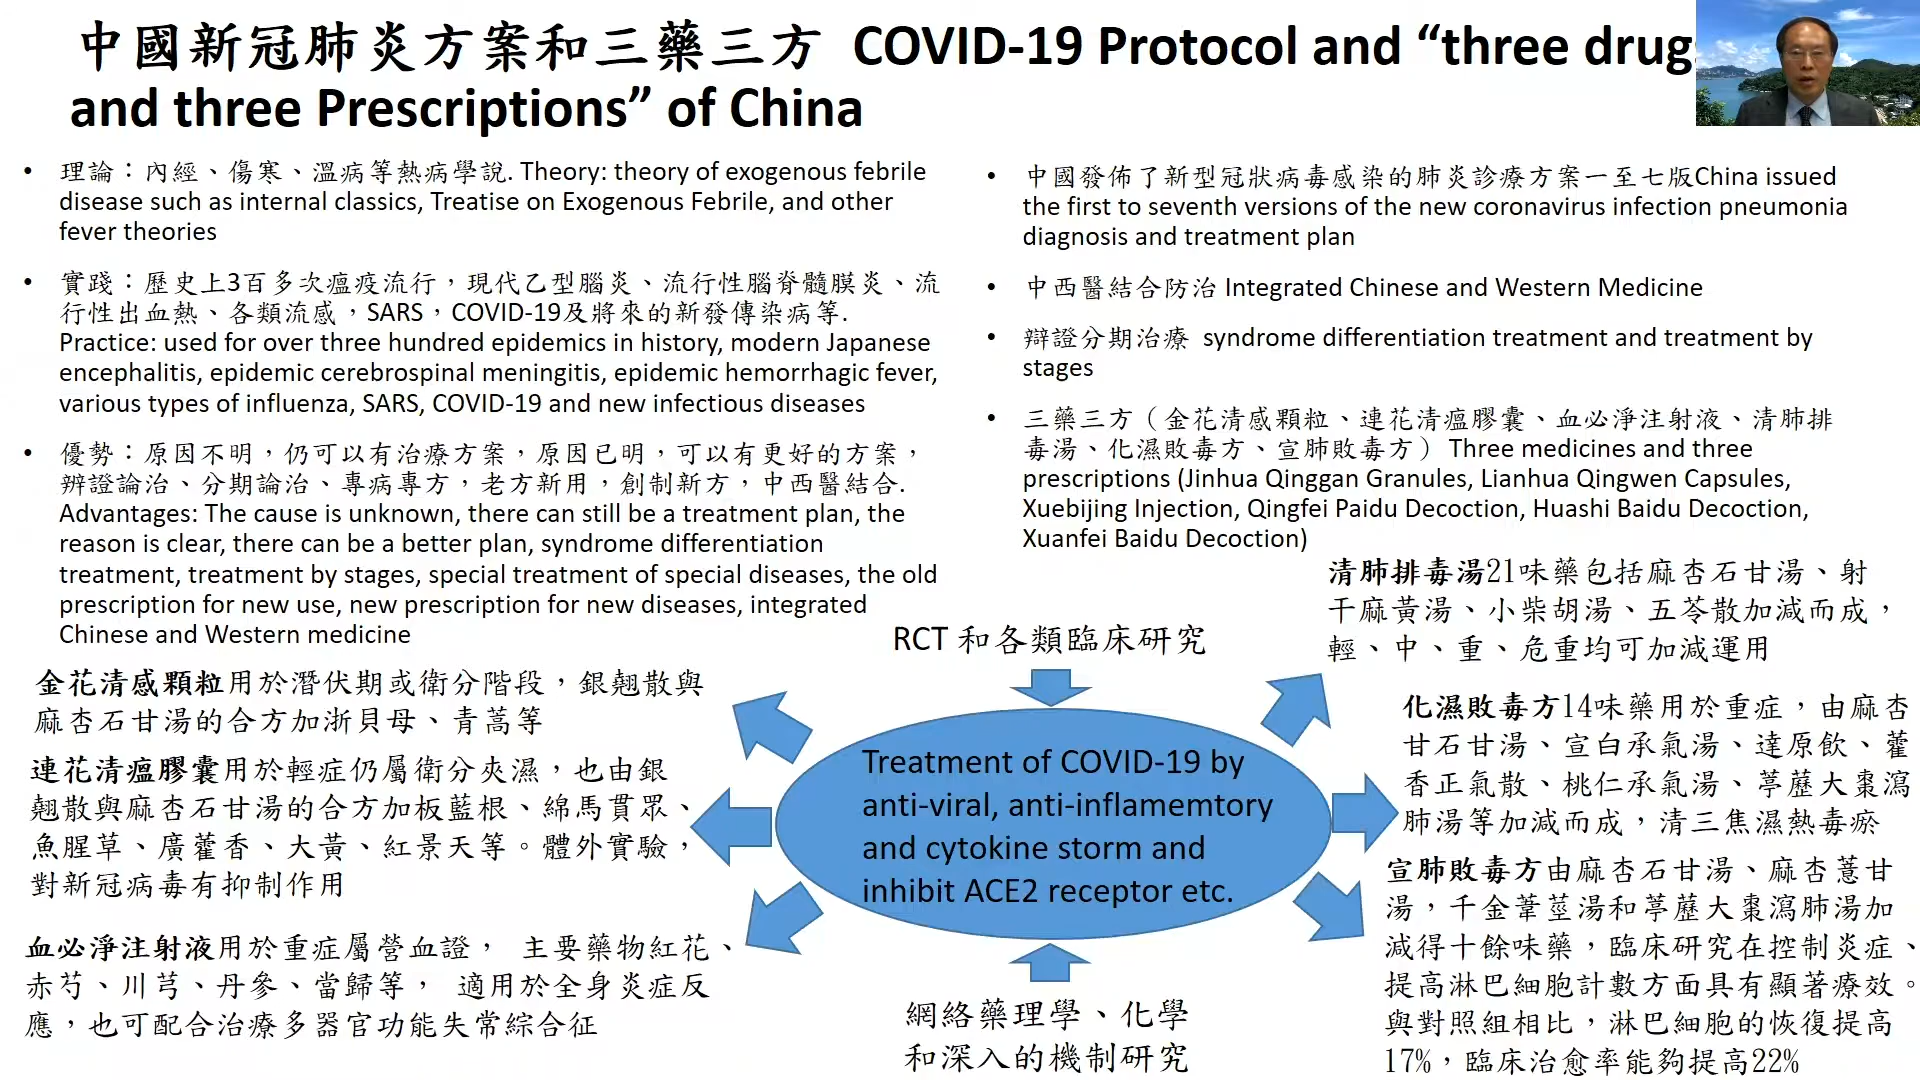 中國新冠肺炎方案和三藥三方 COVID-19 Protocol and “three drugs
and three Prescriptions” of China
• 理論：內經、傷寒、溫病等熱病學說. Theory: theory of exogenous febrile
disease such as internal classics, Treatise on Exogenous Febrile, and other
fever theories
• 實踐：歷史上3百多次瘟疫流行，現代乙型腦炎、流行性腦脊髓膜炎、流
行性出血熱、各類流感，SARS，COVID-19及將來的新發傳染病等.
Practice: used for over three hundred epidemics in history, modern Japanese
encephalitis, epidemic cerebrospinal meningitis, epidemic hemorrhagic fever,
various types of influenza, SARS, COVID-19 and new infectious diseases
• 優勢：原因不明，仍可以有治療方案，原因已明，可以有更好的方案，
辨證論治、分期論治、專病專方，老方新用，創制新方，中西醫結合.
Advantages: The cause is unknown, there can still be a treatment plan, the
reason is clear, there can be a better plan, syndrome differentiation
treatment, treatment by stages, special treatment of special diseases, the old
prescription for new use, new prescription for new diseases, integrated
Chinese and Western medicine
• 中國發佈了新型冠狀病毒感染的肺炎診療方案一至七版China issued
the first to seventh versions of the new coronavirus infection pneumonia
diagnosis and treatment plan
• 中西醫結合防治 Integrated Chinese and Western Medicine
• 辯證分期治療 syndrome differentiation treatment and treatment by
stages
• 三藥三方（金花清感顆粒、連花清瘟膠囊、血必淨注射液、清肺排
毒湯、化濕敗毒方、宣肺敗毒方） Three medicines and three
prescriptions (Jinhua Qinggan Granules, Lianhua Qingwen Capsules,
Xuebijing Injection, Qingfei Paidu Decoction, Huashi Baidu Decoction,
Xuanfei Baidu Decoction)
金花清感顆粒用於潛伏期或衛分階段，銀翹散與
麻杏石甘湯的合方加浙貝母、青蒿等
連花清瘟膠囊用於輕症仍屬衛分夾濕，也由銀
翹散與麻杏石甘湯的合方加板藍根、綿馬貫眾、
魚腥草、廣藿香、大黃、紅景天等。體外實驗，
對新冠病毒有抑制作用
血必淨注射液用於重症屬營血證， 主要藥物紅花、
赤芍、川芎、丹參、當歸等， 適用於全身炎症反
應，也可配合治療多器官功能失常綜合征
RCT 和各類臨床研究
Treatment of COVID-19 by
anti-viral, anti-inflamemtory
and cytokine storm and
inhibit ACE2 receptor etc.
網絡藥理學、化學
和深入的機制研究
清肺排毒湯21味藥包括麻杏石甘湯、射
干麻黃湯、小柴胡湯、五苓散加減而成，
輕、中、重、危重均可加減運用
化濕敗毒方14味藥用於重症，由麻杏
甘石甘湯、宣白承氣湯、達原飲、藿
香正氣散、桃仁承氣湯、葶藶大棗瀉
肺湯等加減而成，清三焦濕熱毒瘀
宣肺敗毒方由麻杏石甘湯、麻杏薏甘
湯，千金葦莖湯和葶藶大棗瀉肺湯加
減得十餘味藥，臨床研究在控制炎症、
提高淋巴細胞計數方面具有顯著療效。
與對照組相比，淋巴細胞的恢復提高
17%，臨床治愈率能夠提高22%